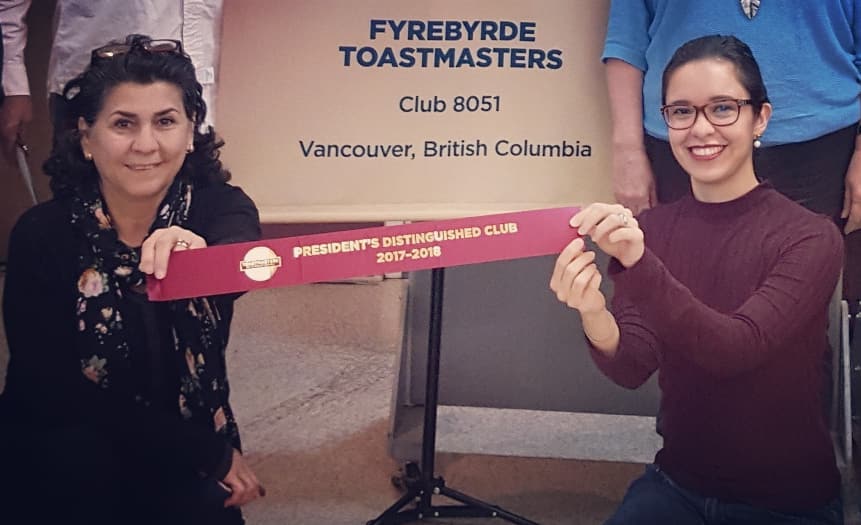 FYREBYRDE
TOASTMASTERS
Club 8051
Vancouver, British Columbia
PRESIDENT'S DISTINGUISHED CLUB
2017-2018